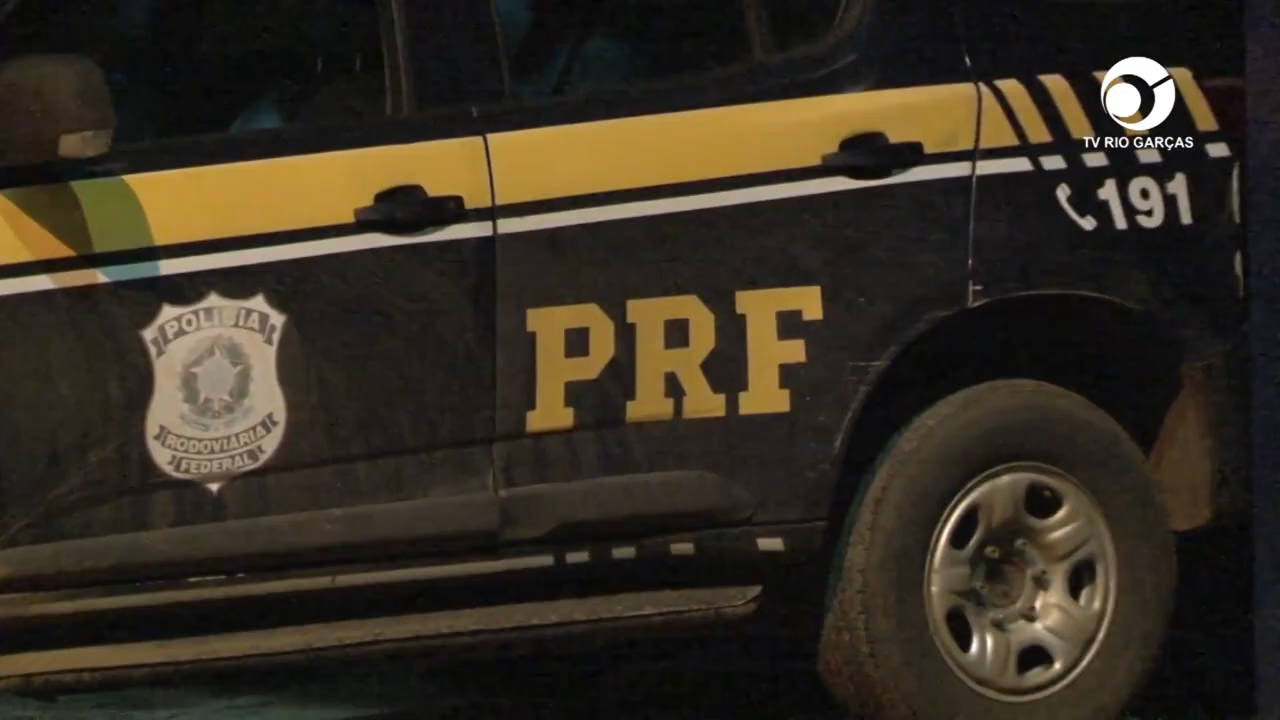 TV RIO GARÇAS
191
PRF
POLICIA
RODOVIÁRIA
FEDERAL